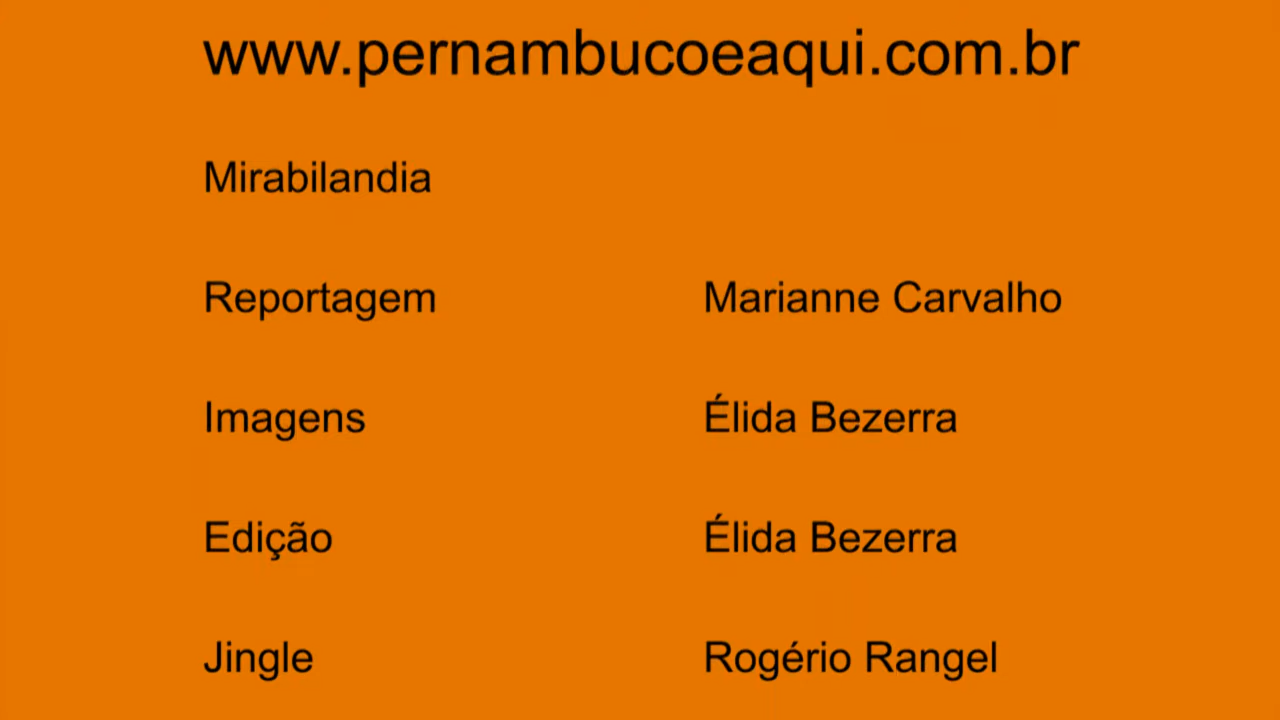 www.pernambucoeaqui.com.br
Mirabilandia
Reportagem Marianne Carvalho
Imagens Élida Bezerra
Edição Élida Bezerra
Jingle Rogério Rangel